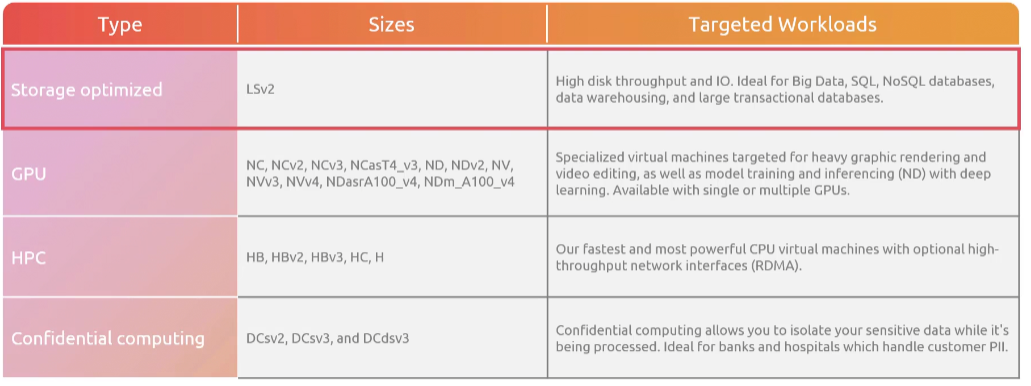 Type Sizes Targeted Workloads
Storage optimized
LSv2
High disk throughput and IO. Ideal for Big Data, SQL, NoSQL databases,
data warehousing, and large transactional databases.
GPU
NC, NCv2, NCv3, NCasT4_v3, ND, NDv2, NV,
NVv3, NVv4, NDasrA100_v4, NDm_A100_v4
Specialized virtual machines targeted for heavy graphic rendering and
video editing, as well as model training and inferencing (ND) with deep
learning. Available with single or multiple GPUs.
HPC
HB, HBv2, HBv3, HC, H
Our fastest and most powerful CPU virtual machines with optional high-
throughput network interfaces (RDMA).
Confidential computing
DCsv2, DCsv3, and DCdsv3
Confidential computing allows you to isolate your sensitive data while it's
being processed. Ideal for banks and hospitals which handle customer PII.